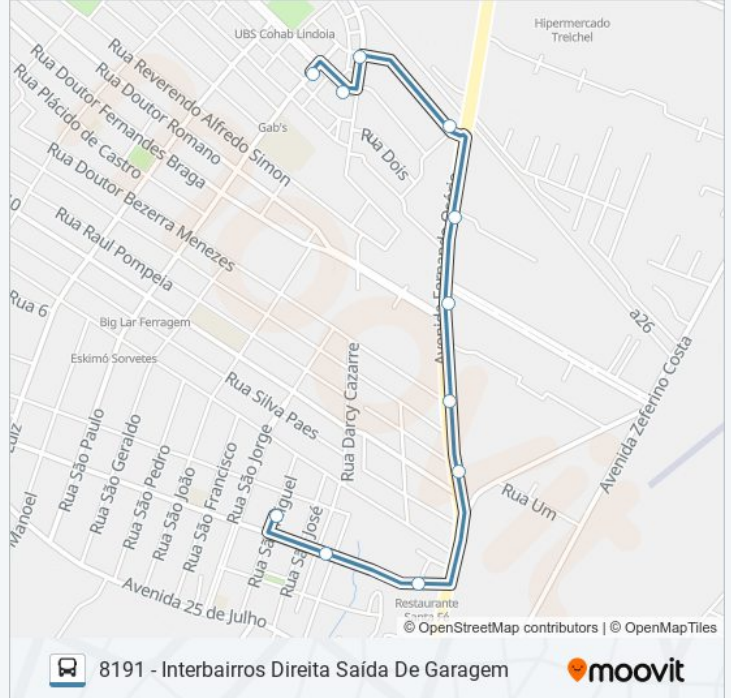 UBS Cohab Lindoia
Hipermercado
Treichel
Rua Reverendo Alfredo Simon
Rua Doutor Romano
Rua Doutor Fernandes Braga
Rua Plácido de Castro
Gab's
Rua Dois
Rua Doutor Bezerra Menezes
Rua Raul Pompeia
Rua 6
Big Lar Ferragem
Eskimó Sorvetes
a26
Avenida Zeferino Costa
Rua Silva Paes
Rua Darcy Cazarre
Rua São Paulo
Rua São Geraldo
Rua São Pedro
Rua São João
Rua São Francisco
Rua São Jorge
Rua São José
Rua Um
Manoel
Avenida 25 de Julho
Restaurante
© OpenStreetMap contributors | © OpenMapTiles
8191 - Interbairros Direita Saída De Garagem
moovit